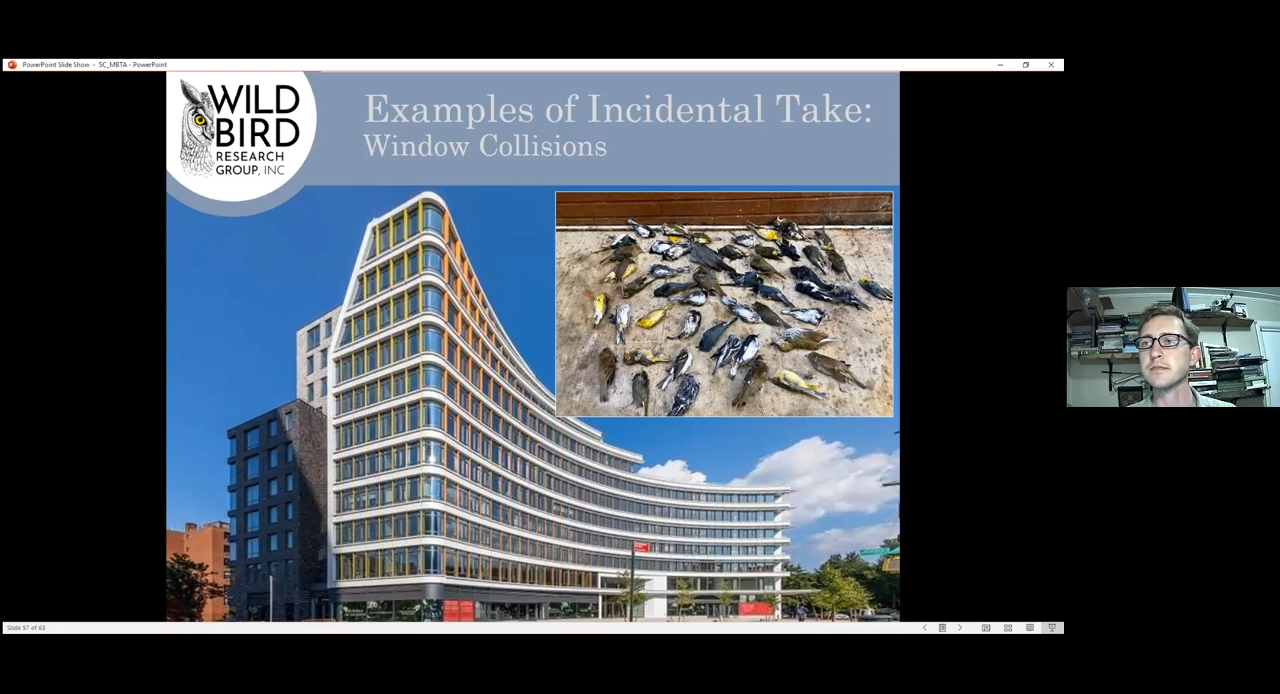 PowerPoint Slide Show - SC_MBTA - PowerPoint
WILD
BIRD
RESEARCH
GROUP, INC
Examples of Incidental Take:
Window Collisions
Slide 57 of 63